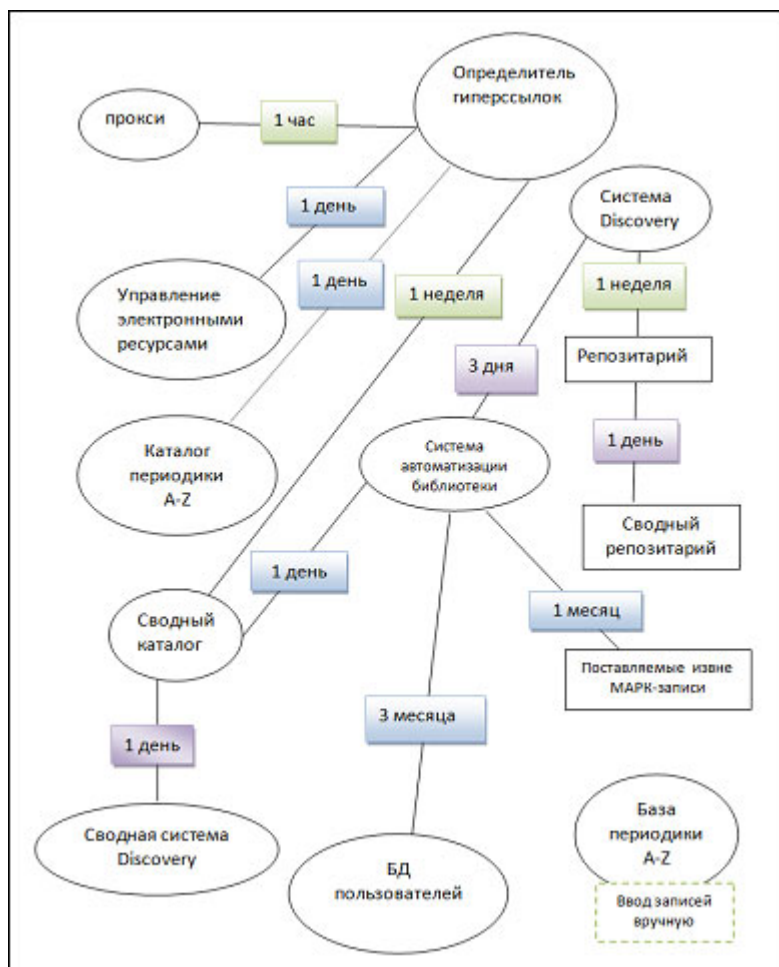 Определитель
гиперссылок
прокси
1 час
1 день
Система
Discovery
1 день
1 неделя
1 неделя
Управление
электронными
ресурсами
3 дня
Репозитарий
Каталог
периодики
A-Z
Система
автоматизации
библиотеки
1 день
Сводный
репозитарий
1 день
Сводный
каталог
1 месяц
Поставляемые извне
МАРК-записи
3 месяца
1 день
Сводная система
Discovery
База
периодики
A-Z
БД
пользователей
Ввод записей
вручную